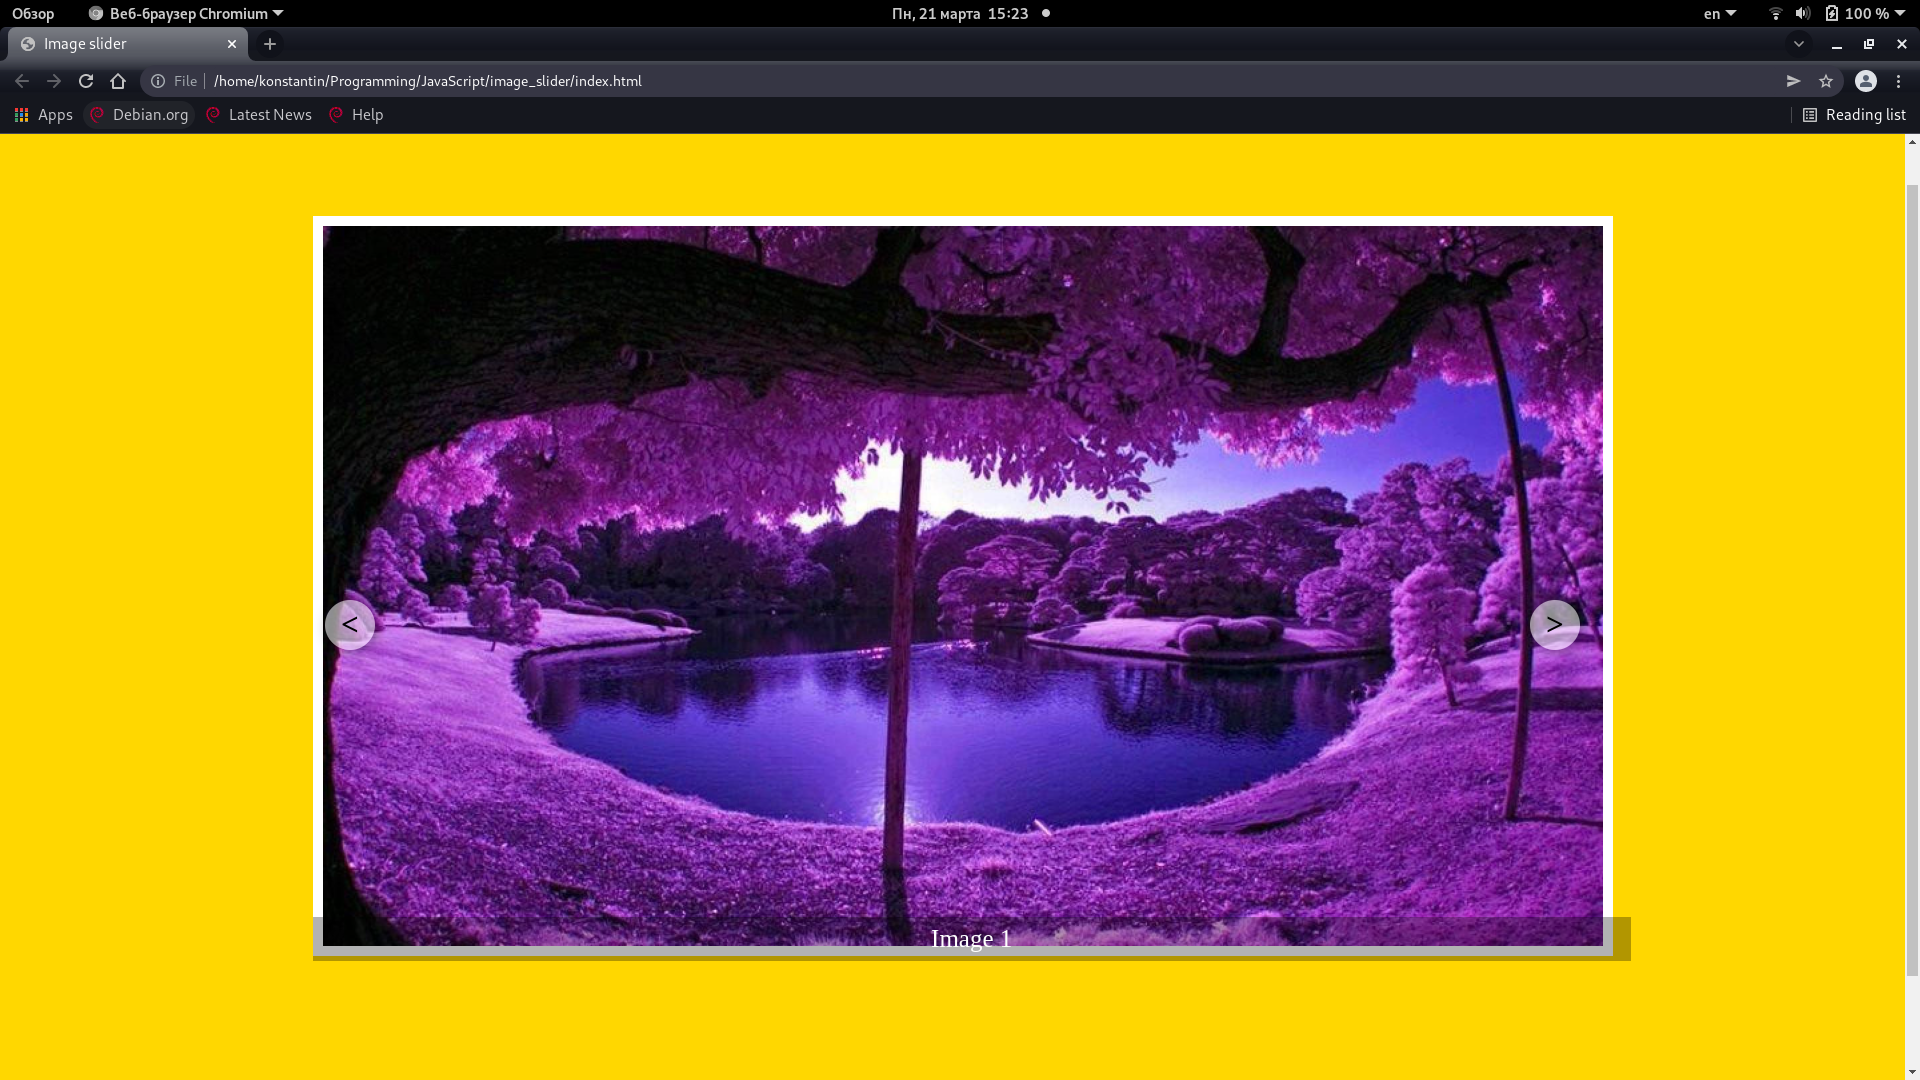 Обзор Веб-браузер Chromium Пн, 21 марта 15:23 en 100 %
Image slider
File /home/konstantin/Programming/JavaScript/image_slider/index.html
Apps Debian.org Latest News Help Reading list
< >
Image 1